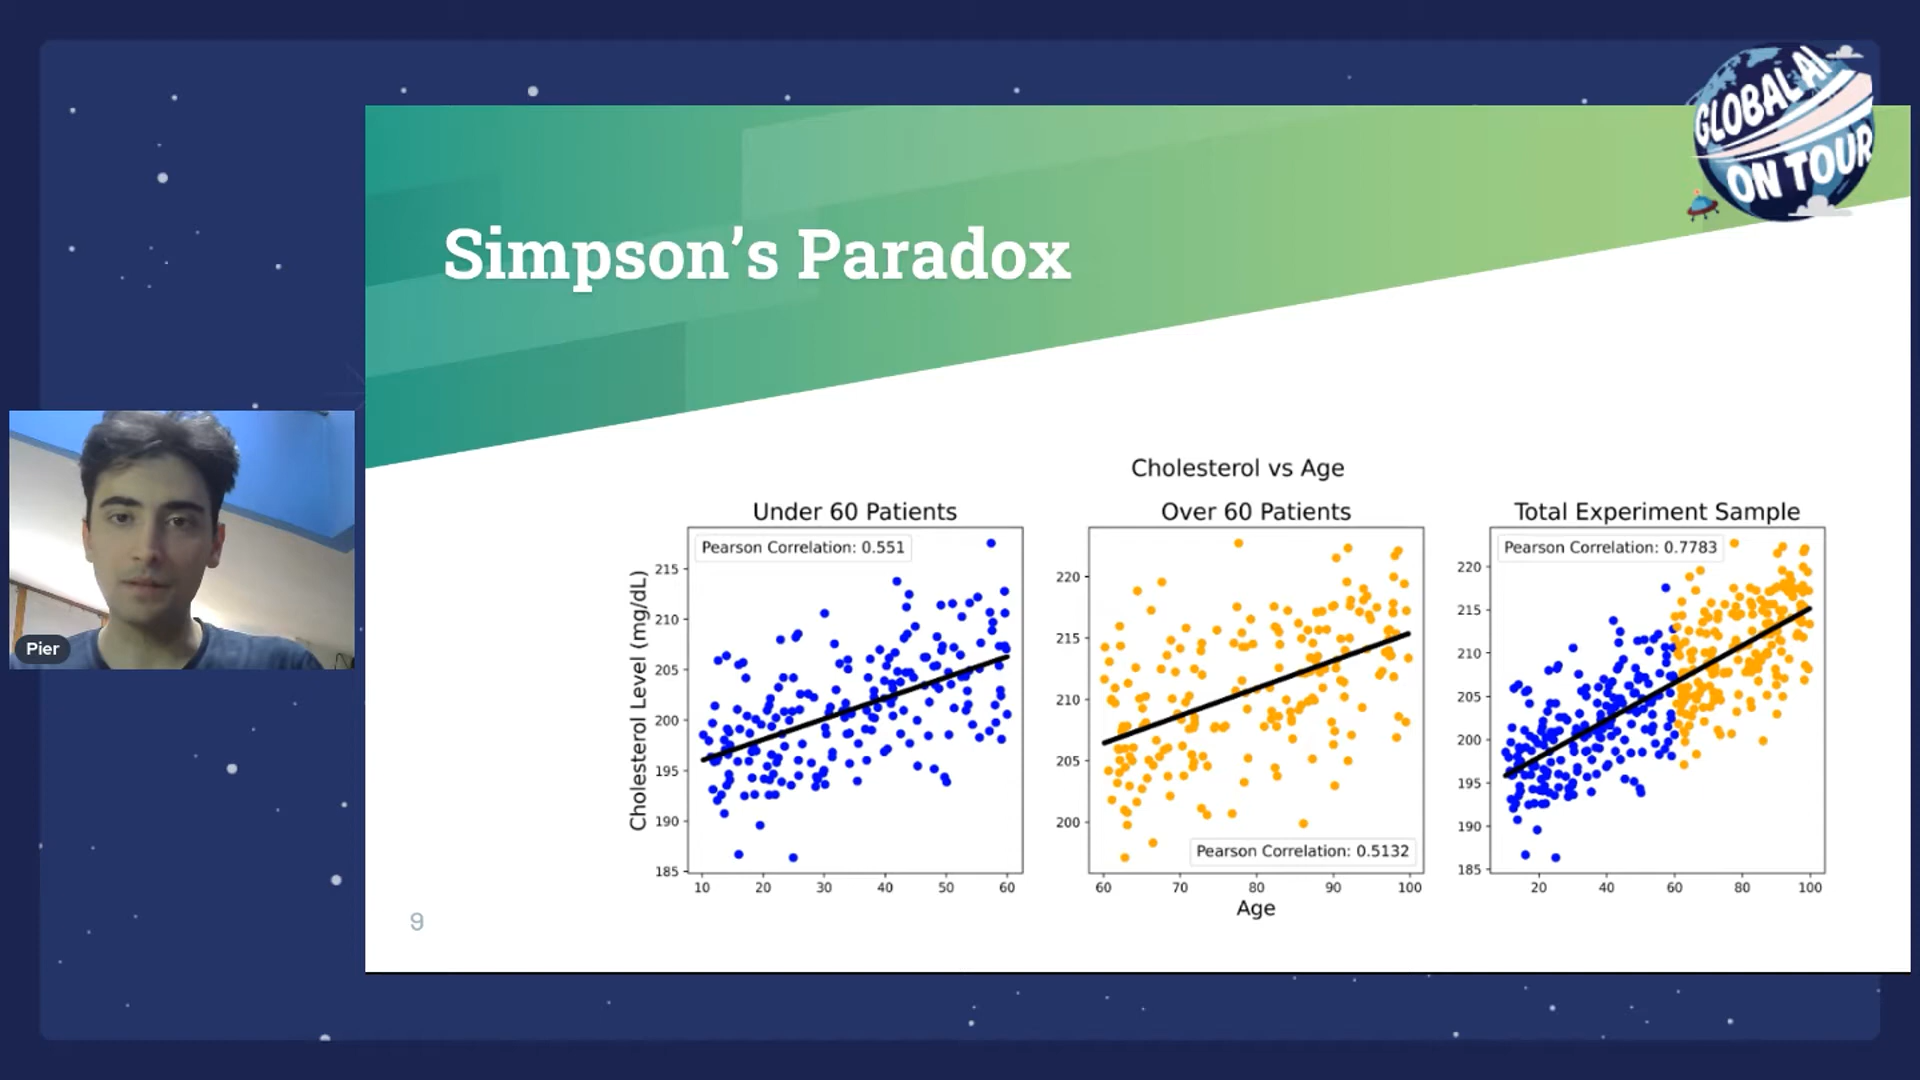 GLOBAL AI
ON TOUR
Simpson’s Paradox
Pier
Cholesterol vs Age
Under 60 Patients
Over 60 Patients
Total Experiment Sample
Pearson Correlation: 0.551
Pearson Correlation: 0.5132
Pearson Correlation: 0.7783
Cholesterol Level (mg/dL)
215
210
205
200
195
190
185
10 20 30 40 50 60
220
215
210
205
200
60 70 80 90 100
220
215
210
205
200
195
190
185
20 40 60 80 100
Age
9